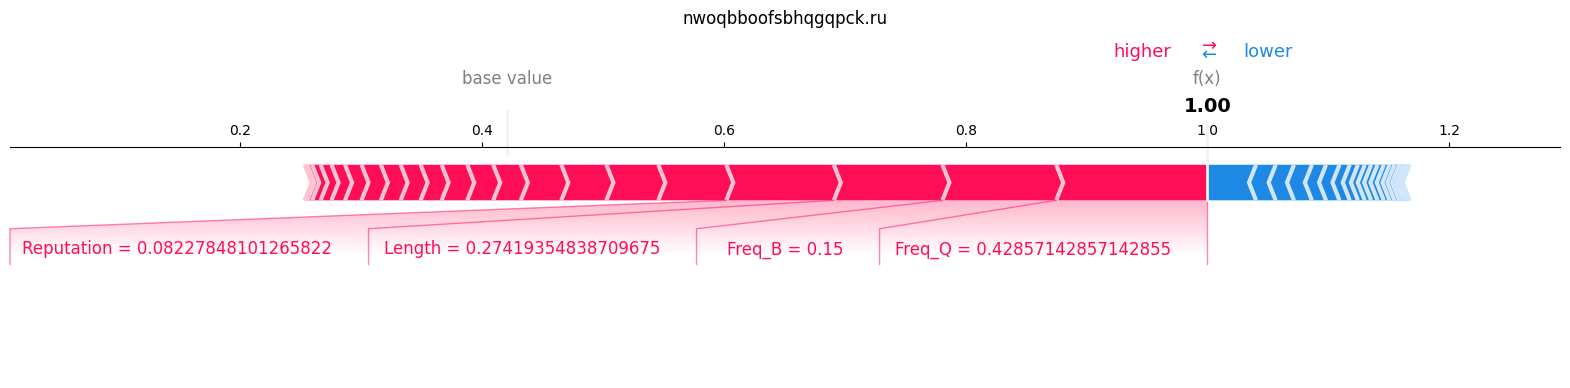 nwoqbboofsbhqgqpck.ru
higher → ← lower
base value f(x)
1.00
0.2 0.4 0.6 0.8 1.0 1.2
Reputation = 0.08227848101265822 Length = 0.27419354838709675 Freq_B = 0.15 Freq_Q = 0.42857142857142855